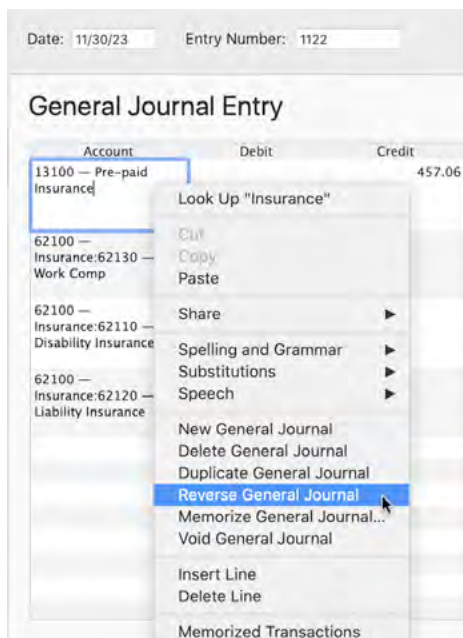 Date: 11/30/23 Entry Number: 1122
General Journal Entry
Account Debit Credit
13100 — Pre-paid 457.06
Insurance
62100 —
Insurance:62130 —
Work Comp
62100 —
Insurance:62110 —
Disability Insurance
62100 —
Insurance:62120 —
Liability Insurance
Look Up "Insurance"
Cut
Copy
Paste
Share
Spelling and Grammar
Substitutions
Speech
New General Journal
Delete General Journal
Duplicate General Journal
Reverse General Journal
Memorize General Journal...
Void General Journal
Insert Line
Delete Line
Memorized Transactions